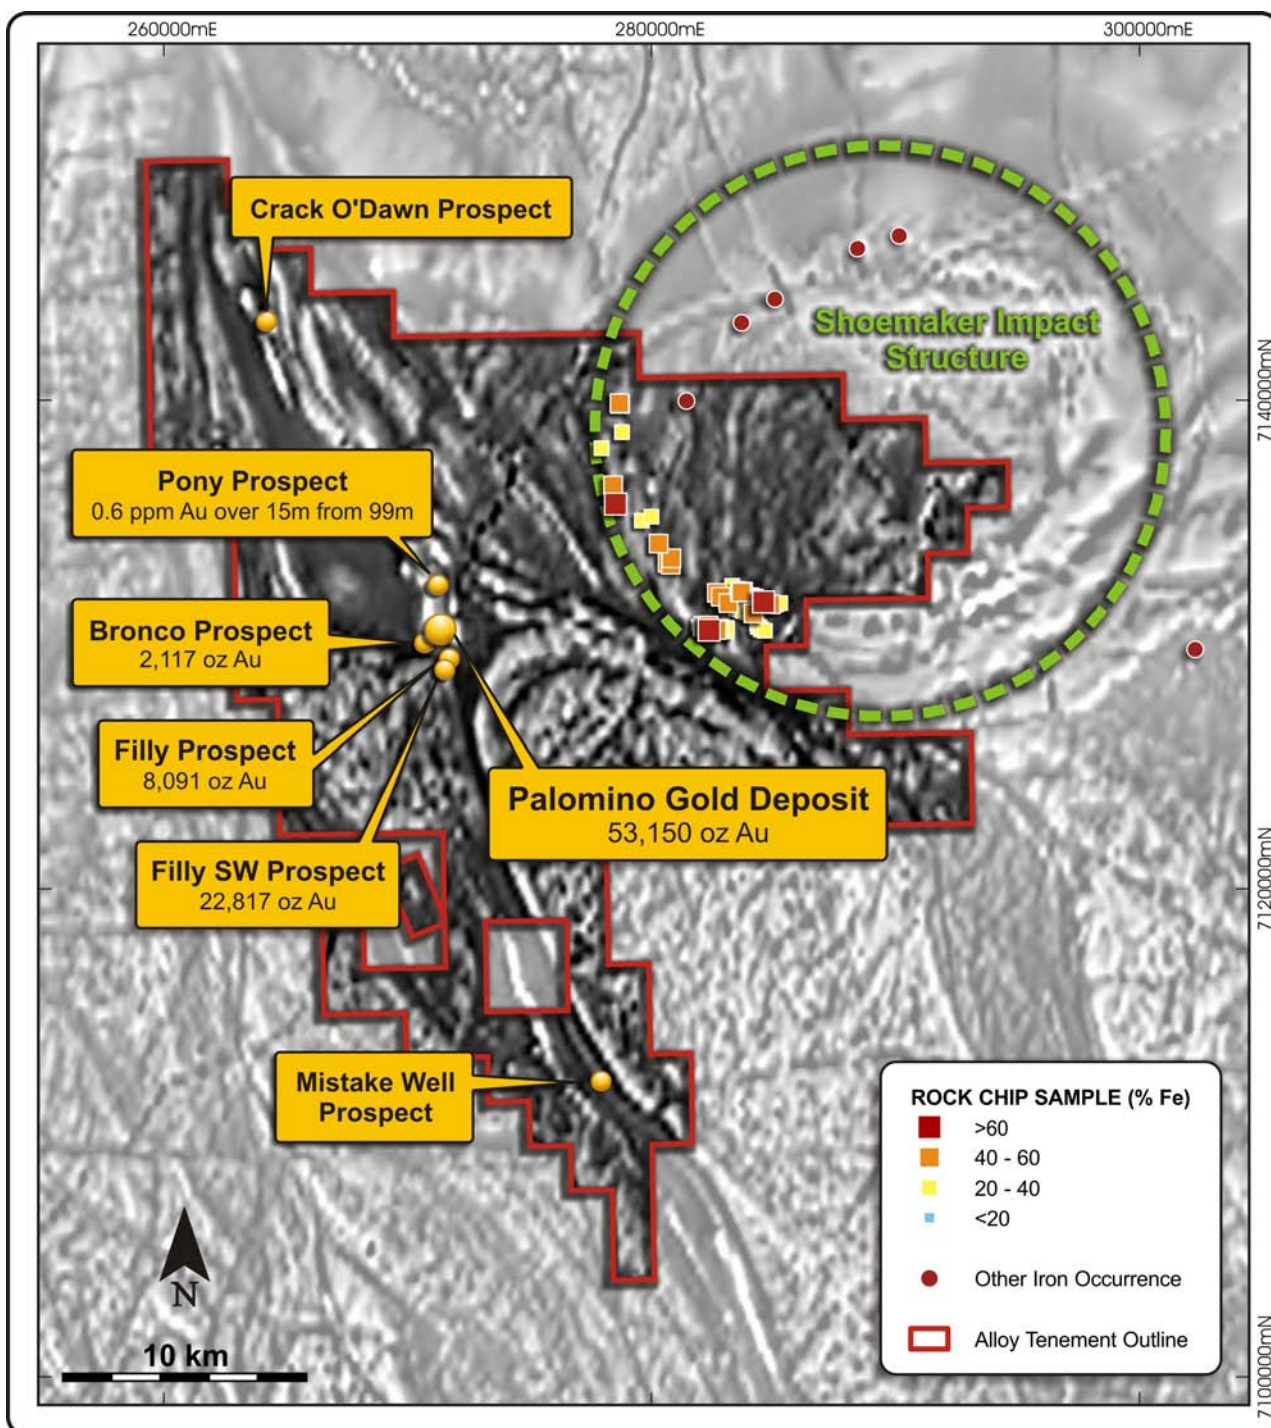 260000mE
280000mE
300000mE
Crack O'Dawn Prospect
Shoemaker Impact
Structure
7140000mN
Pony Prospect
0.6 ppm Au over 15m from 99m
Bronco Prospect
2,117 oz Au
Filly Prospect
8,091 oz Au
Palomino Gold Deposit
53,150 oz Au
Filly SW Prospect
22,817 oz Au
7120000mN
Mistake Well
Prospect
ROCK CHIP SAMPLE (% Fe)
>60
40 - 60
20 - 40
<20
Other Iron Occurrence
Alloy Tenement Outline
N
10 km
7100000mN